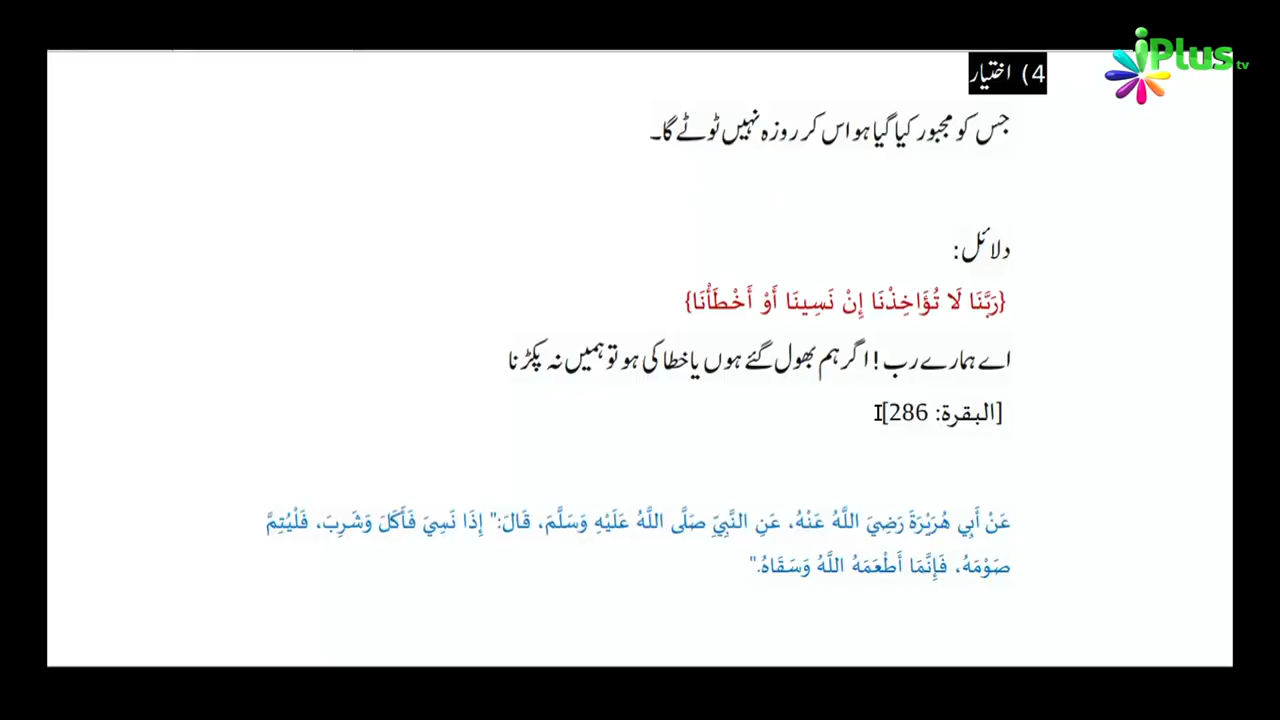 iPlus tv
4) اختیار
جس کو مجبور کیا گیا ہو اس کر روزہ نہیں ٹوٹے گا۔
دلائل:
{رَبَّنَا لَا تُؤَاخِذْنَا إِنْ نَسِينَا أَوْ أَخْطَأْنَا}
اے ہمارے رب! اگر ہم بھول گئے ہوں یا خطا کی ہو تو ہمیں نہ پکڑنا
[البقرة: 286]
عَنْ أَبِي هُرَيْرَةَ رَضِيَ اللَّهُ عَنْهُ، عَنِ النَّبِيِّ صَلَّى اللَّهُ عَلَيْهِ وَسَلَّمَ، قَالَ:" إِذَا نَسِيَ فَأَكَلَ وَشَرِبَ، فَلْيُتِمَّ
صَوْمَهُ، فَإِنَّمَا أَطْعَمَهُ اللَّهُ وَسَقَاهُ."